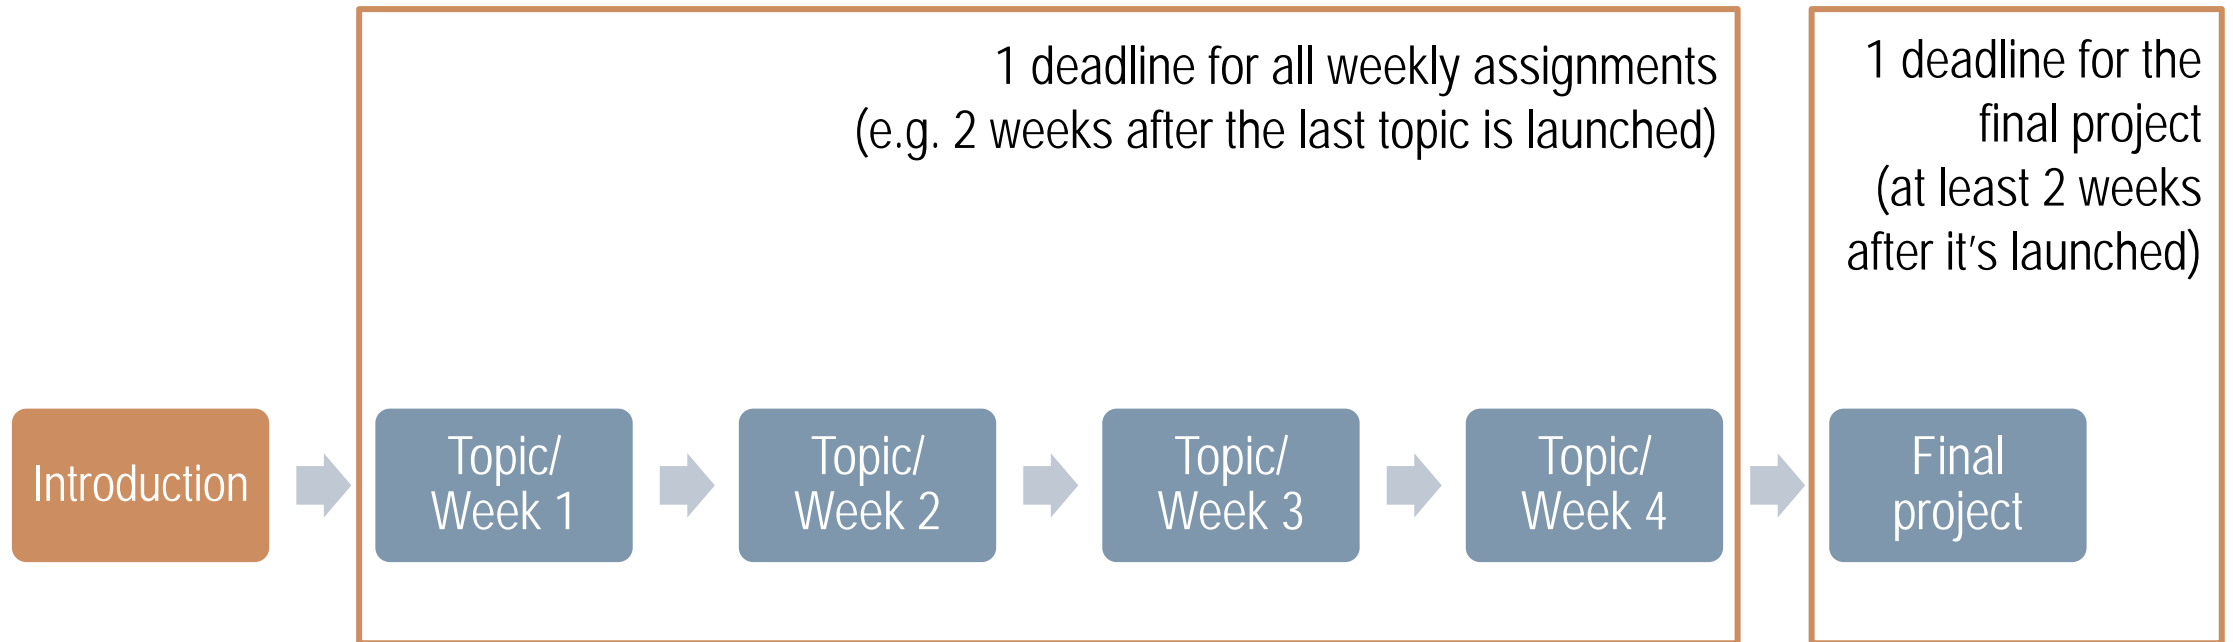 1 deadline for all weekly assignments
(e.g. 2 weeks after the last topic is launched)
1 deadline for the
final project
(at least 2 weeks
after it's launched)
Introduction
Topic/
Week 1
Topic/
Week 2
Topic/
Week 3
Topic/
Week 4
Final
project